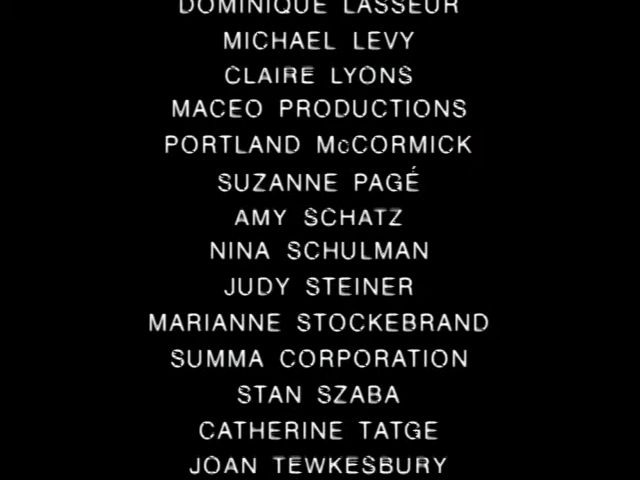 DOMINIQUE LASSEUR
MICHAEL LEVY
CLAIRE LYONS
MACEO PRODUCTIONS
PORTLAND McCORMICK
SUZANNE PAGÉ
AMY SCHATZ
NINA SCHULMAN
JUDY STEINER
MARIANNE STOCKEBRAND
SUMMA CORPORATION
STAN SZABA
CATHERINE TATGE
JOAN TEWKESBURY